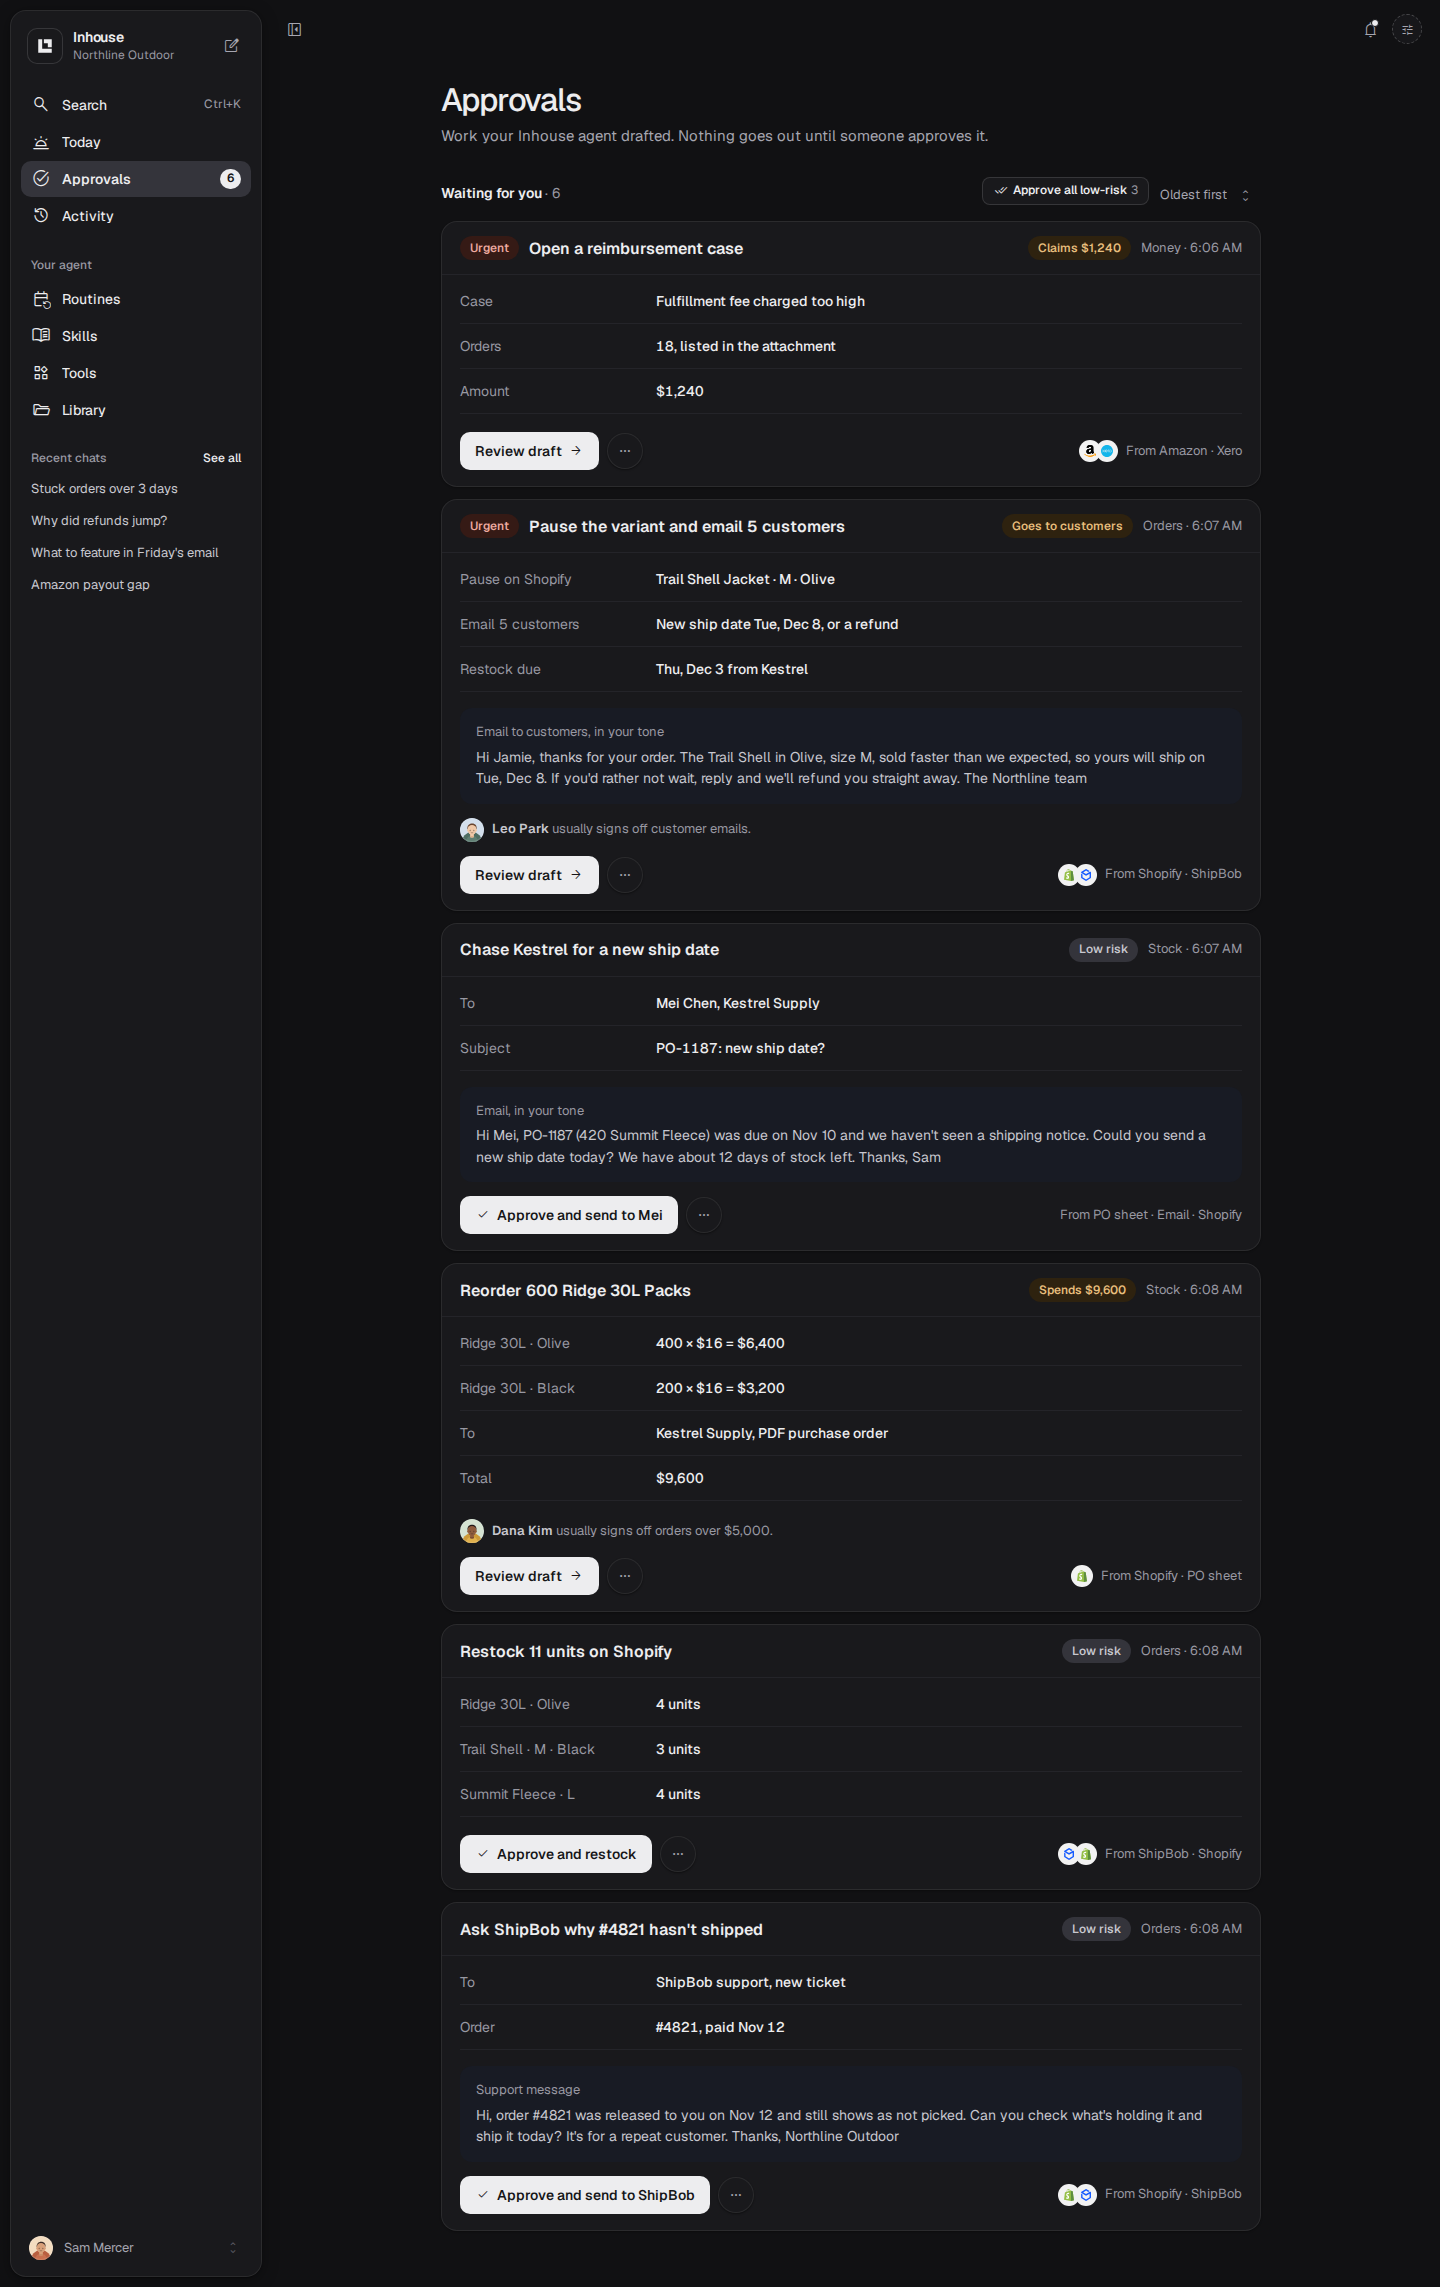 Inhouse
Northline Outdoor
Search Ctrl+K
Today
Approvals 6
Activity
Your agent
Routines
Skills
Tools
Library
Recent chats See all
Stuck orders over 3 days
Why did refunds jump?
What to feature in Friday's email
Amazon payout gap
Sam Mercer
Approvals
Work your Inhouse agent drafted. Nothing goes out until someone approves it.
Waiting for you · 6 Approve all low-risk 3 Oldest first
Urgent Open a reimbursement case Claims $1,240 Money · 6:06 AM
Case Fulfillment fee charged too high
Orders 18, listed in the attachment
Amount $1,240
Review draft From Amazon · Xero
Urgent Pause the variant and email 5 customers Goes to customers Orders · 6:07 AM
Pause on Shopify Trail Shell Jacket · M · Olive
Email 5 customers New ship date Tue, Dec 8, or a refund
Restock due Thu, Dec 3 from Kestrel
Email to customers, in your tone
Hi Jamie, thanks for your order. The Trail Shell in Olive, size M, sold faster than we expected, so yours will ship on
Tue, Dec 8. If you'd rather not wait, reply and we'll refund you straight away. The Northline team
Leo Park usually signs off customer emails.
Review draft From Shopify · ShipBob
Chase Kestrel for a new ship date Low risk Stock · 6:07 AM
To Mei Chen, Kestrel Supply
Subject PO-1187: new ship date?
Email, in your tone
Hi Mei, PO-1187 (420 Summit Fleece) was due on Nov 10 and we haven't seen a shipping notice. Could you send a
new ship date today? We have about 12 days of stock left. Thanks, Sam
Approve and send to Mei From PO sheet · Email · Shopify
Reorder 600 Ridge 30L Packs Spends $9,600 Stock · 6:08 AM
Ridge 30L · Olive 400 × $16 = $6,400
Ridge 30L · Black 200 × $16 = $3,200
To Kestrel Supply, PDF purchase order
Total $9,600
Dana Kim usually signs off orders over $5,000.
Review draft From Shopify · PO sheet
Restock 11 units on Shopify Low risk Orders · 6:08 AM
Ridge 30L · Olive 4 units
Trail Shell · M · Black 3 units
Summit Fleece · L 4 units
Approve and restock From ShipBob · Shopify
Ask ShipBob why #4821 hasn't shipped Low risk Orders · 6:08 AM
To ShipBob support, new ticket
Order #4821, paid Nov 12
Support message
Hi, order #4821 was released to you on Nov 12 and still shows as not picked. Can you check what's holding it and
ship it today? It's for a repeat customer. Thanks, Northline Outdoor
Approve and send to ShipBob From Shopify · ShipBob